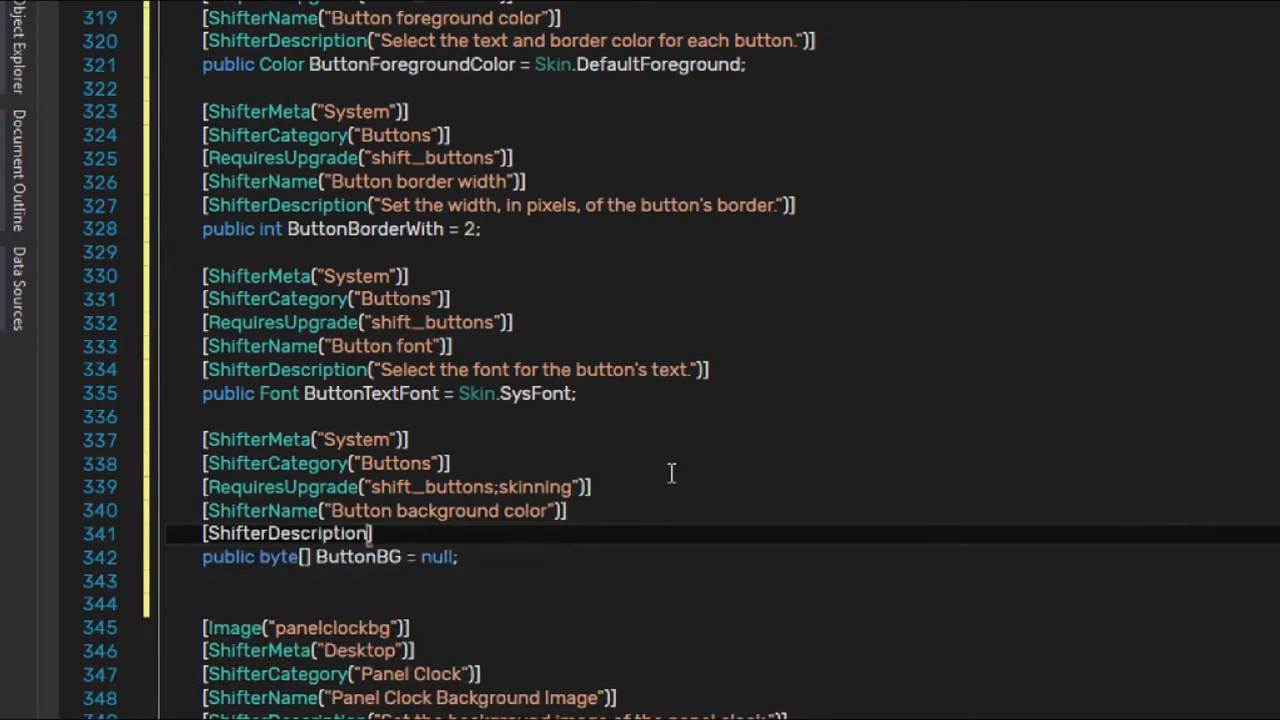 Object Explorer
Document Outline
Data Sources
319 [ShifterName("Button foreground color")]
320 [ShifterDescription("Select the text and border color for each button.")]
321 public Color ButtonForegroundColor = Skin.DefaultForeground;
322
323 [ShifterMeta("System")]
324 [ShifterCategory("Buttons")]
325 [RequiresUpgrade("shift_buttons")]
326 [ShifterName("Button border width")]
327 [ShifterDescription("Set the width, in pixels, of the button's border.")]
328 public int ButtonBorderWith = 2;
329
330 [ShifterMeta("System")]
331 [ShifterCategory("Buttons")]
332 [RequiresUpgrade("shift_buttons")]
333 [ShifterName("Button font")]
334 [ShifterDescription("Select the font for the button's text.")]
335 public Font ButtonTextFont = Skin.SysFont;
336
337 [ShifterMeta("System")]
338 [ShifterCategory("Buttons")]
339 [RequiresUpgrade("shift_buttons;skinning")]
340 [ShifterName("Button background color")]
341 [ShifterDescription]
342 public byte[] ButtonBG = null;
343
344
345 [Image("panelclockbg")]
346 [ShifterMeta("Desktop")]
347 [ShifterCategory("Panel Clock")]
348 [ShifterName("Panel Clock Background Image")]